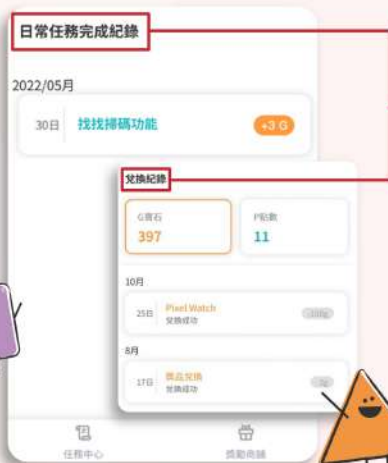 日常任務完成紀錄
2022/05月
30日 找找掃碼功能 +3 G
兌換紀錄
G寶石 P點數
397 11
10月
25日 Pixel Watch
兌換成功
8月
17日 獎品兌換
兌換成功
任務中心 獎勵商舖